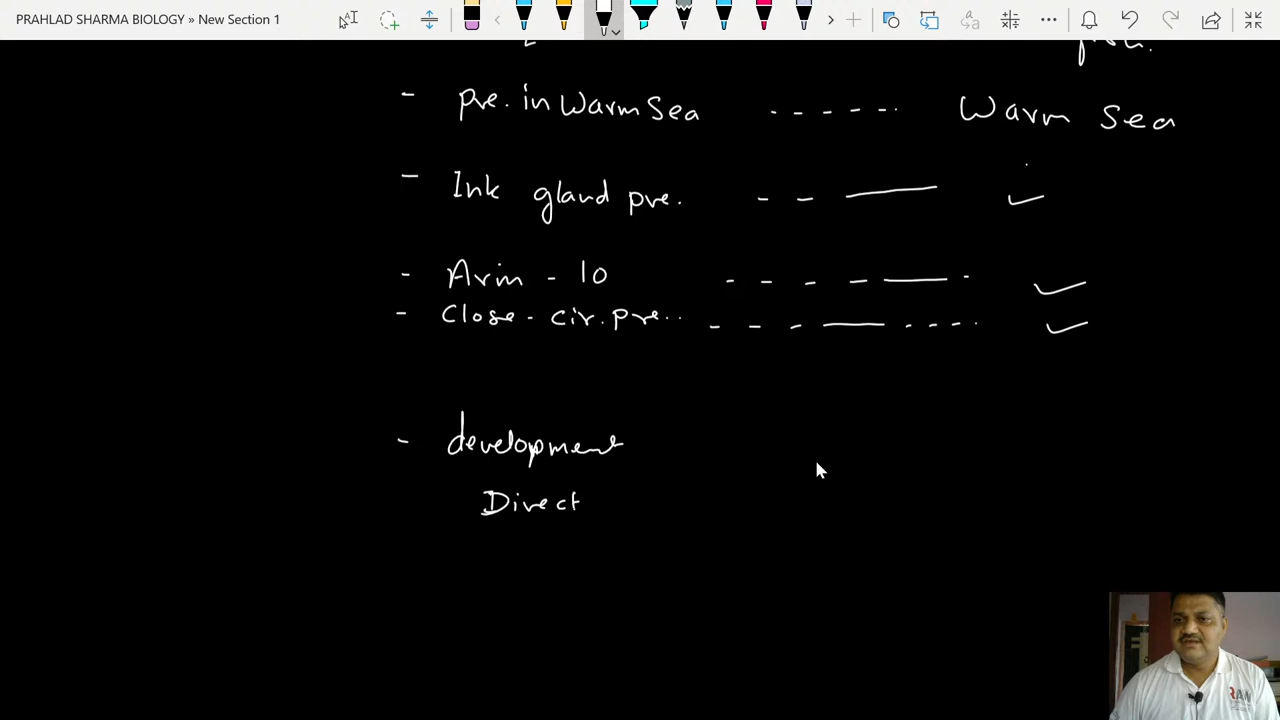 PRAHLAD SHARMA BIOLOGY » New Section 1
- pre. in Warm Sea ------ Warm Sea
- Ink gland pre. -- — ✓
- Arm - 10 ---- — - ✓
- Close - cir. pre.. --- — ---- ✓
- development
Direct